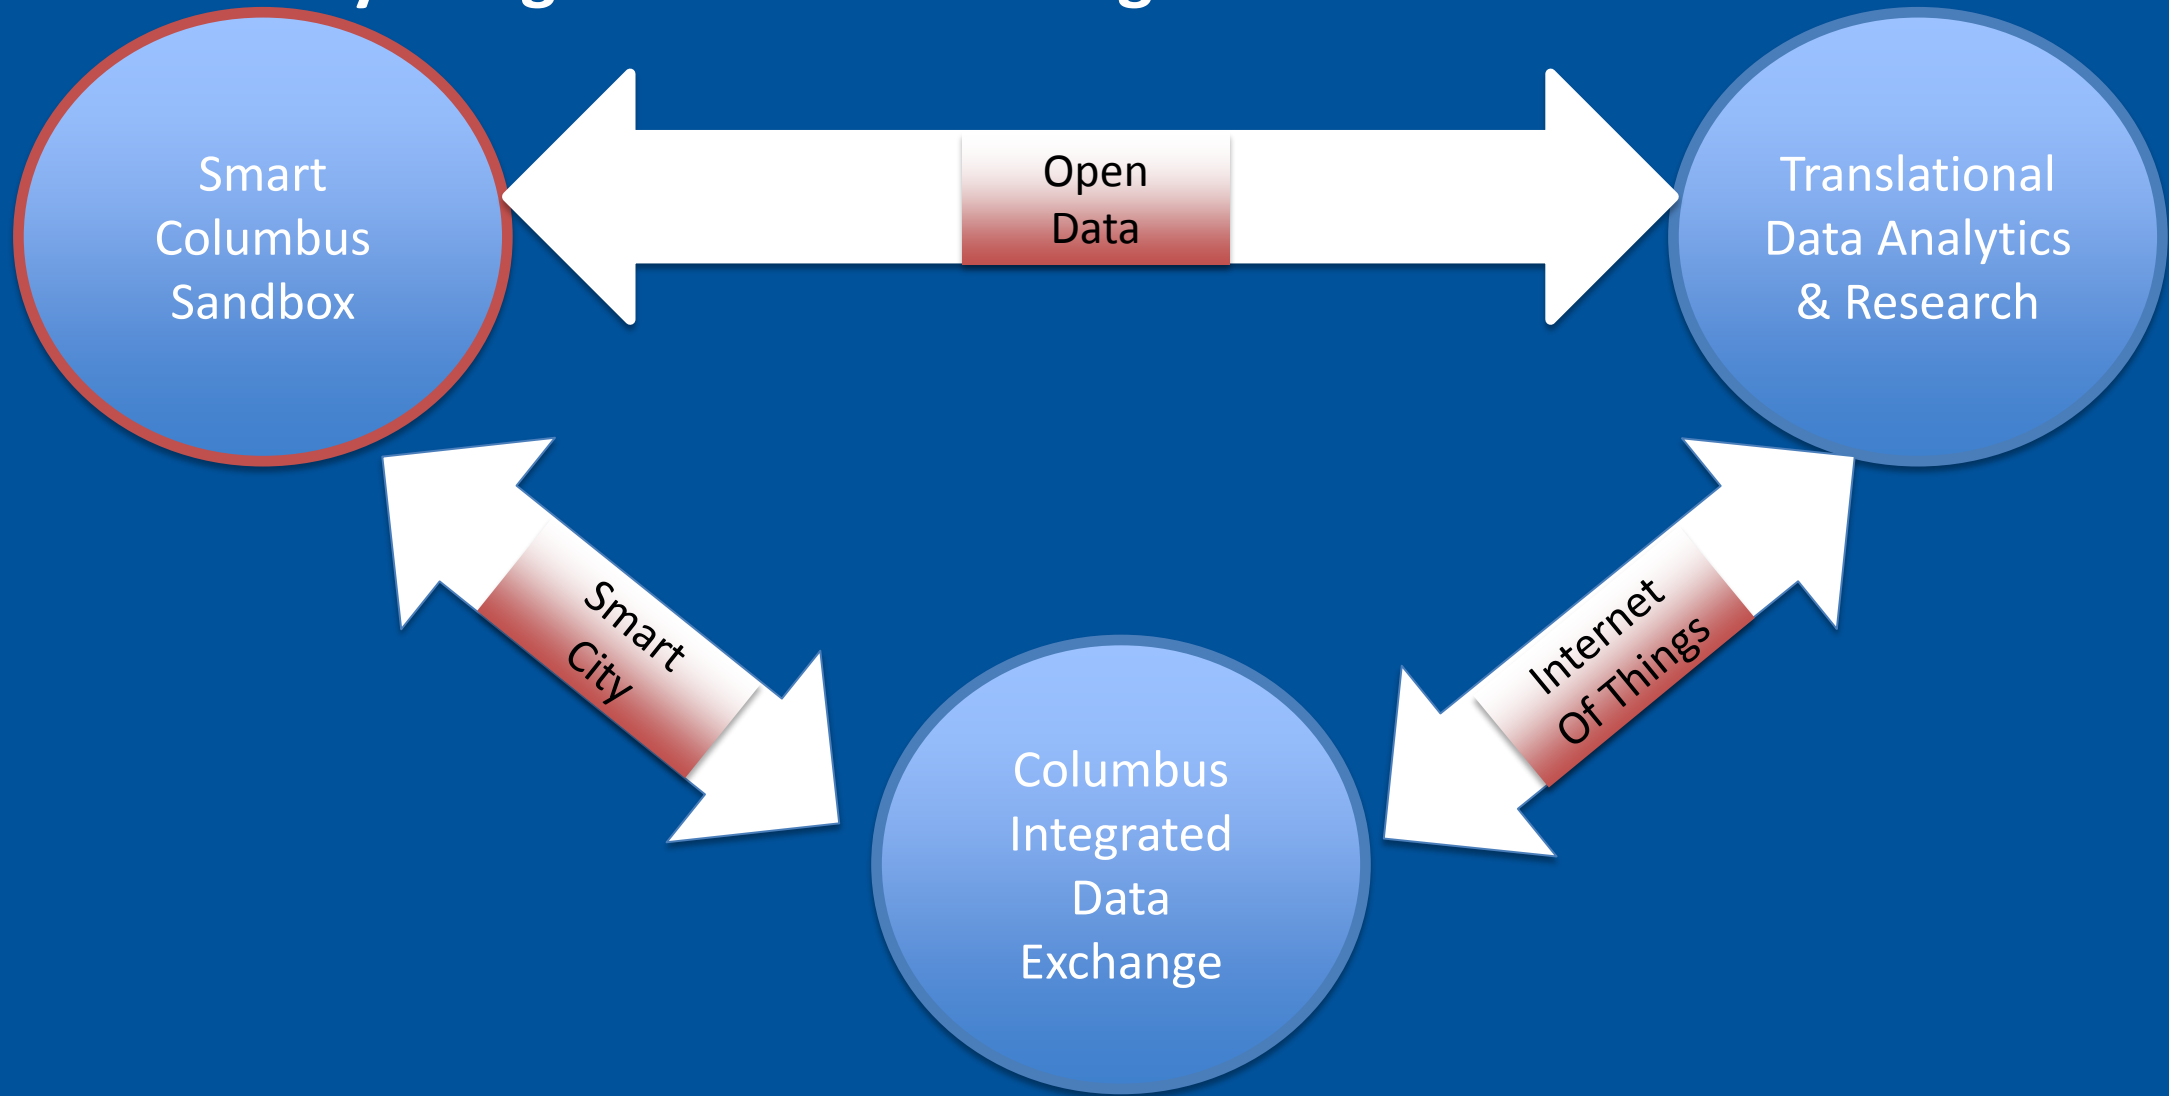 Smart
Columbus
Sandbox
Open
Data
Translational
Data Analytics
& Research
Smart
City
Internet
Of Things
Columbus
Integrated
Data
Exchange